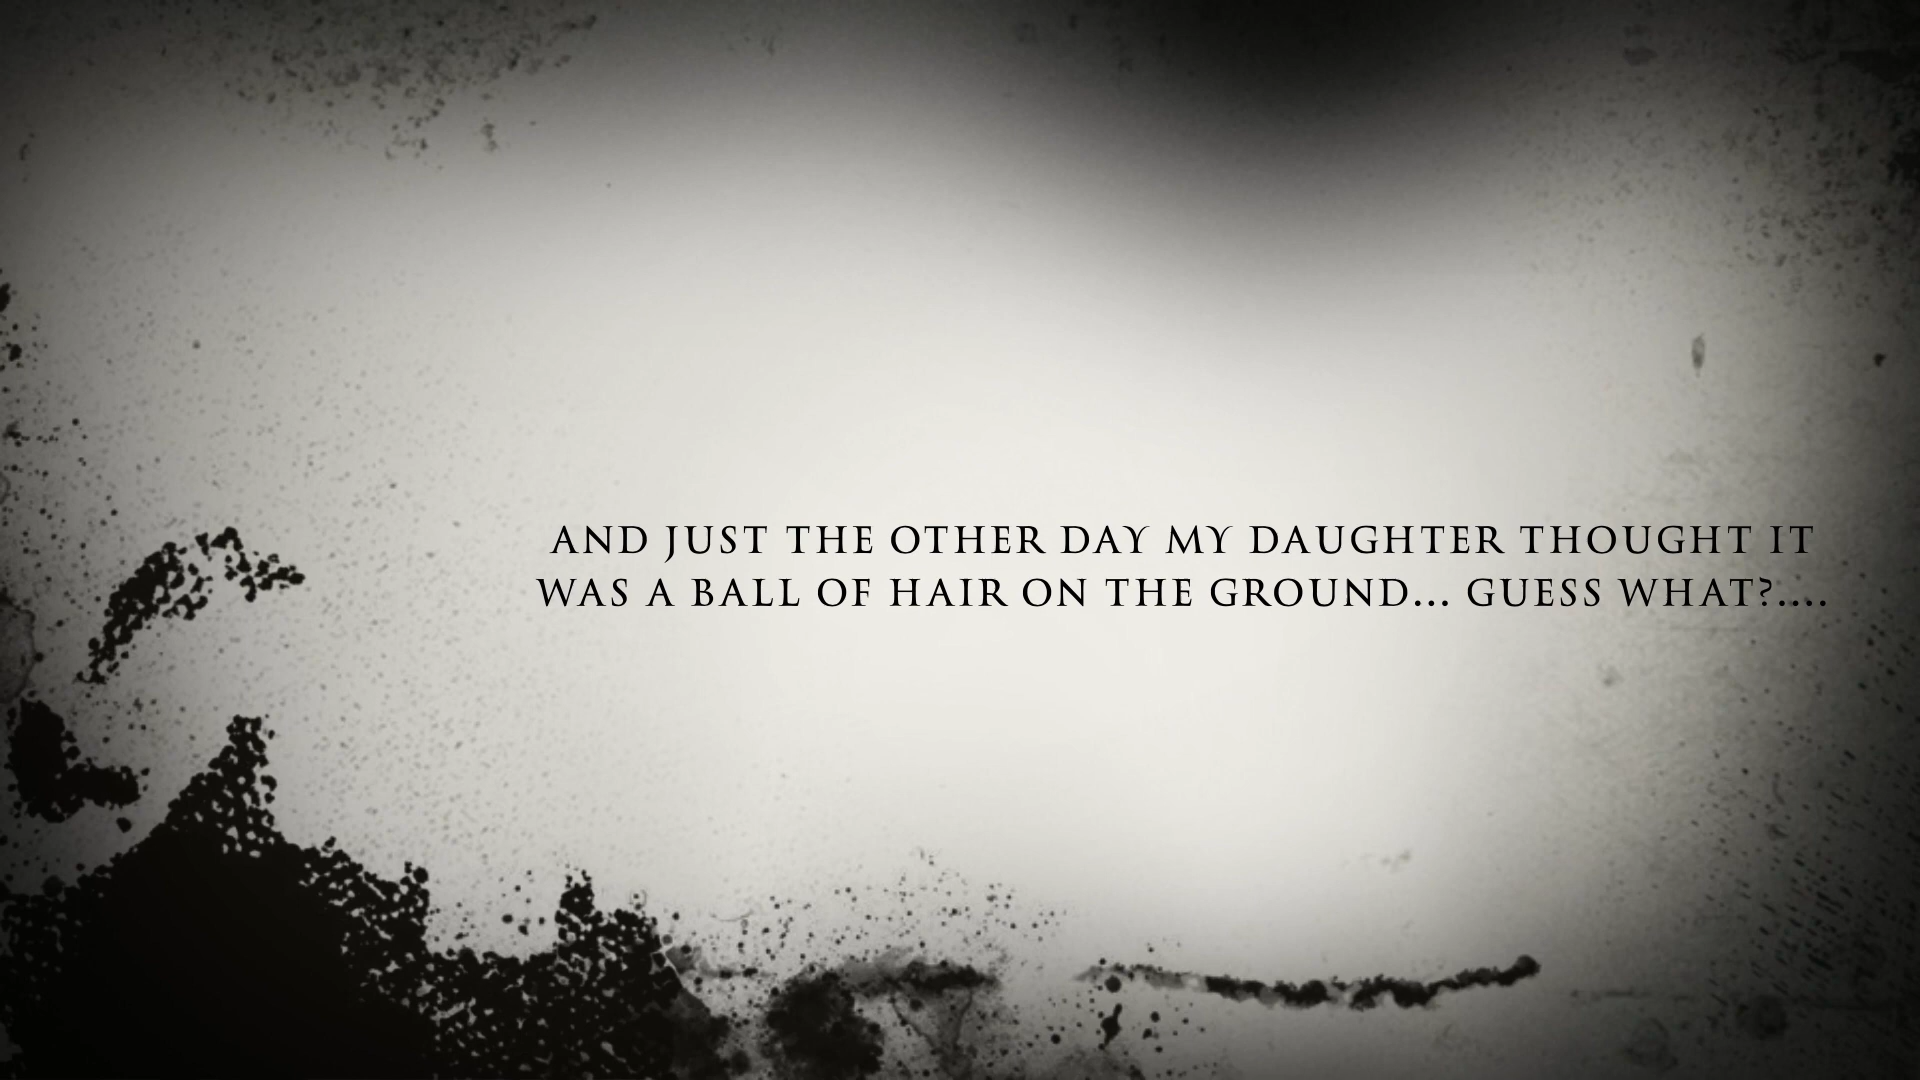 AND JUST THE OTHER DAY MY DAUGHTER THOUGHT IT
WAS A BALL OF HAIR ON THE GROUND... GUESS WHAT?....